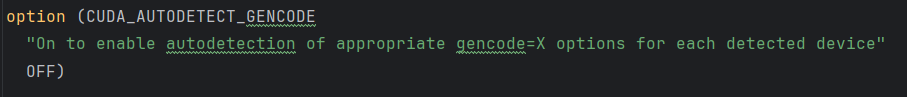 option (CUDA_AUTODETECT_GENCODE
"On to enable autodetection of appropriate gencode=X options for each detected device"
OFF)